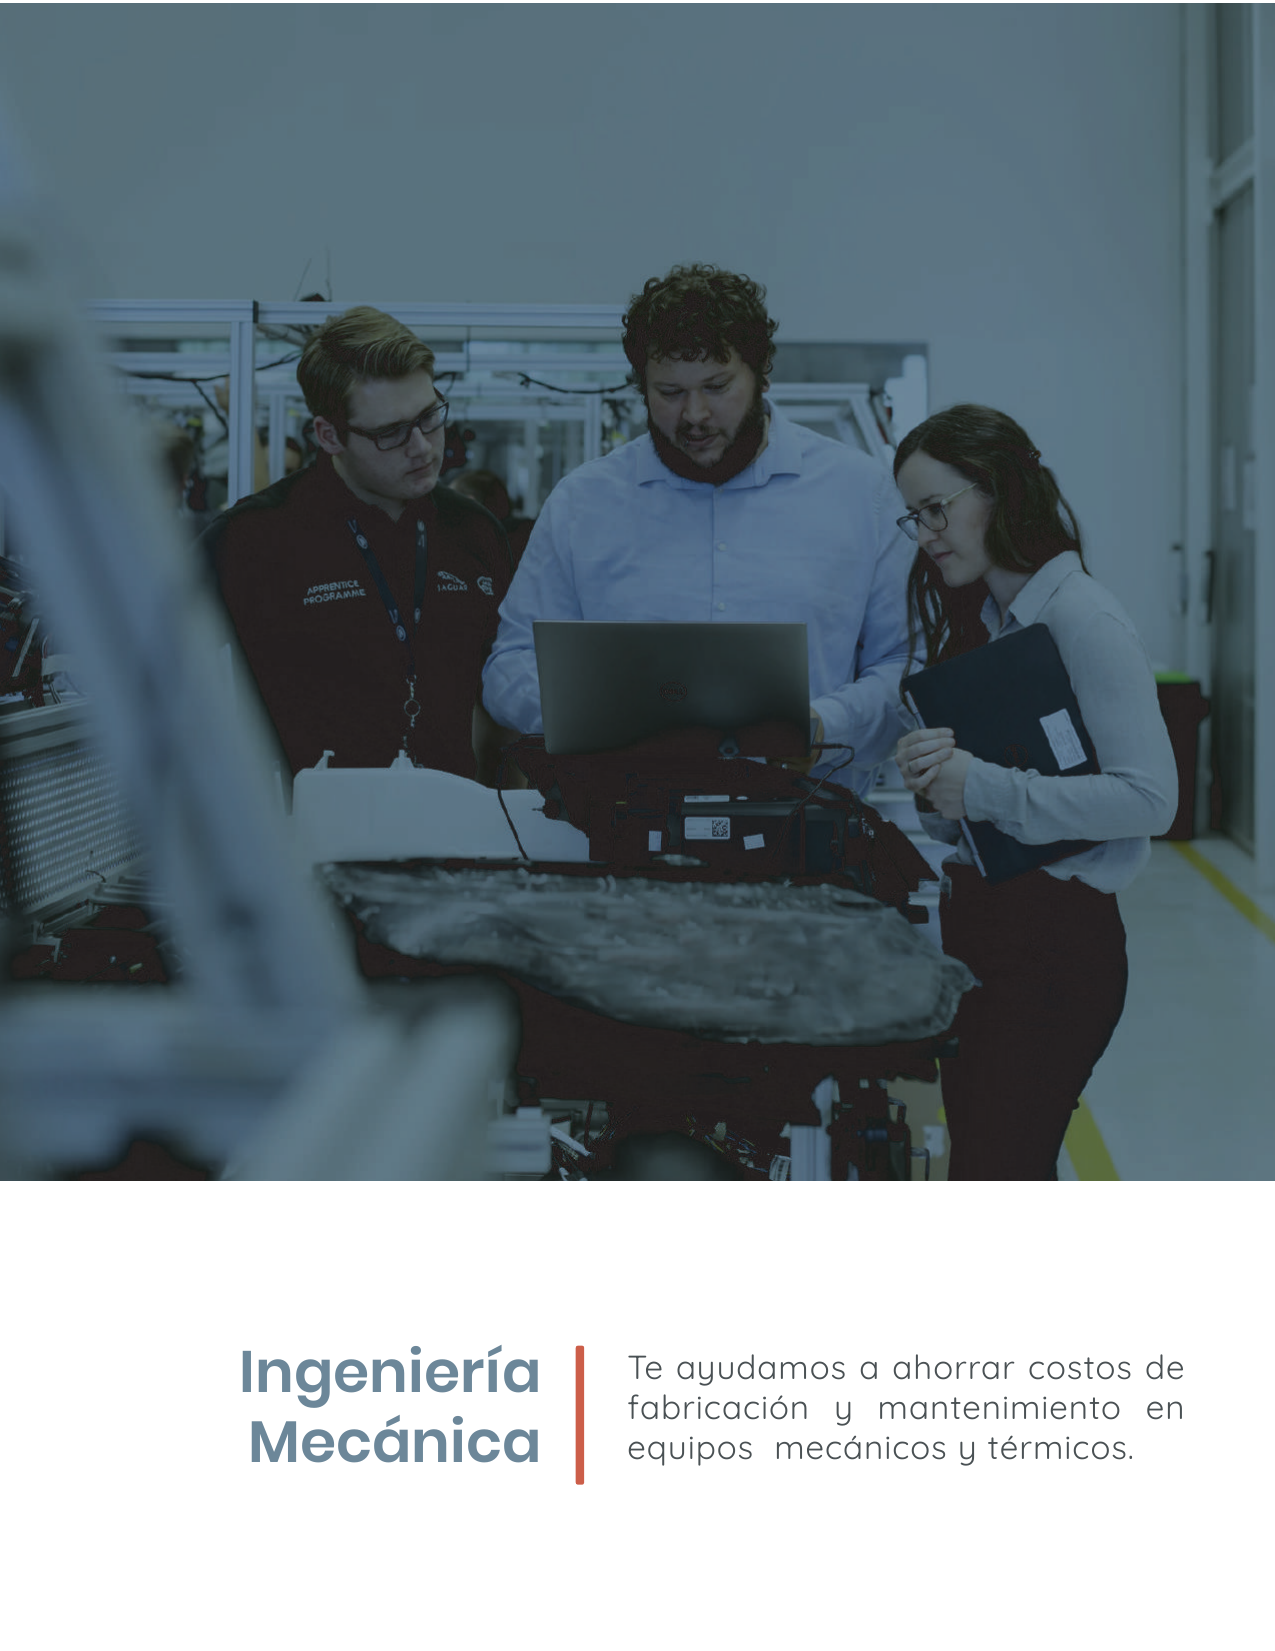 APPRENTICE
PROGRAMME
JAGUAR
Ingeniería
Mecánica
Te ayudamos a ahorrar costos de
fabricación y mantenimiento en
equipos mecánicos y térmicos.